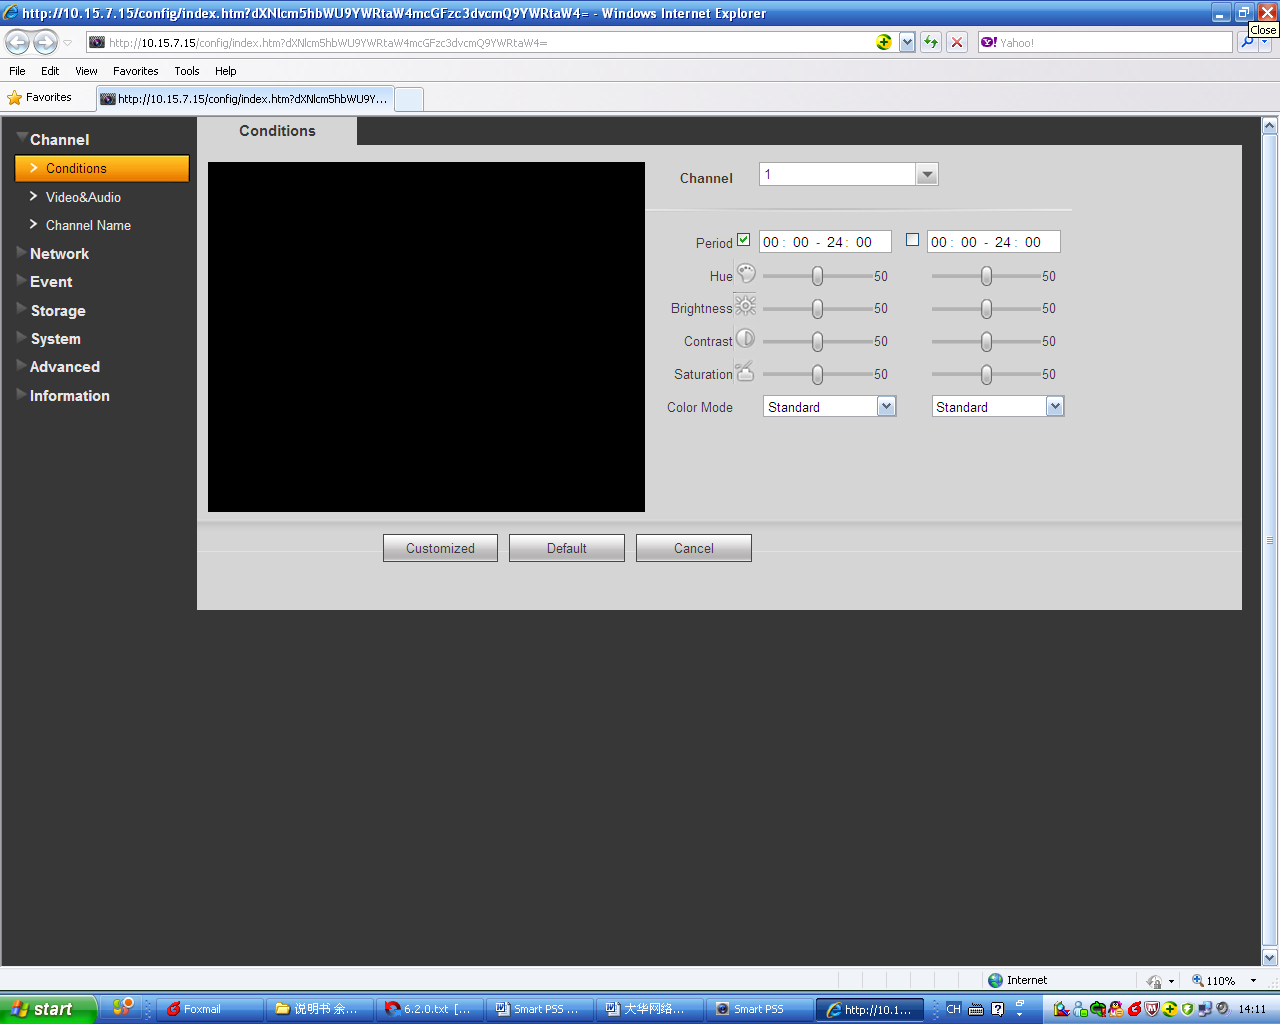 http://10.15.7.15/config/index.htm?dXNlcm5hbWU9YWRtaW4mcGFzc3dvcmQ9YWRtaW4= - Windows Internet Explorer
Close
http://10.15.7.15/config/index.htm?dXNlcm5hbWU9YWRtaW4mcGFzc3dvcmQ9YWRtaW4=
Yahoo!
File Edit View Favorites Tools Help
Favorites
http://10.15.7.15/config/index.htm?dXNlcm5hbWU9Y...
Channel
Conditions
Video&Audio
Channel Name
Network
Event
Storage
System
Advanced
Information
Conditions
Channel 1
Period 00 : 00 - 24 : 00 00 : 00 - 24 : 00
Hue 50 50
Brightness 50 50
Contrast 50 50
Saturation 50 50
Color Mode Standard Standard
Customized Default Cancel
Internet 110%
start Foxmail 说明书 余... 6.2.0.txt [... Smart PSS ... 大华网络... Smart PSS http://10.1... CH 14:11